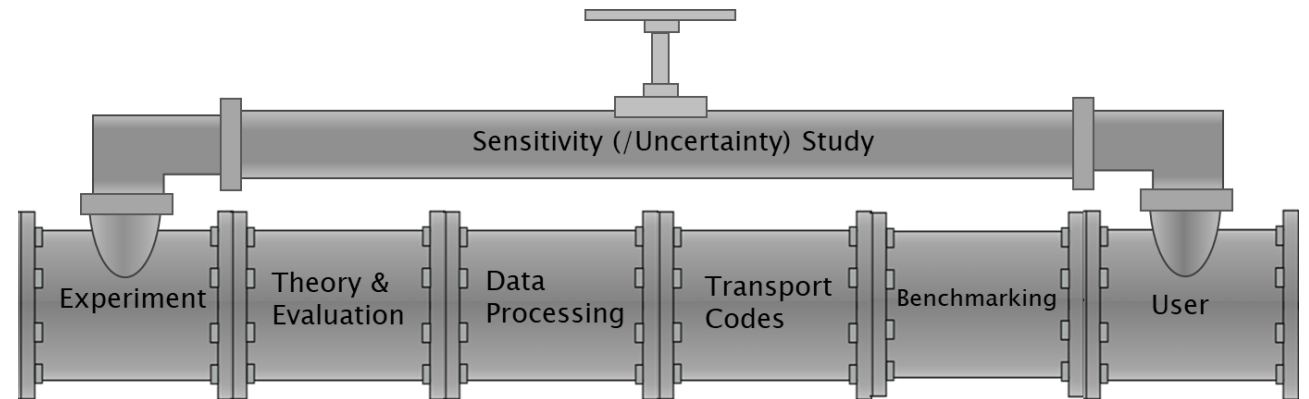 Sensitivity (/Uncertainty) Study
Experiment
Theory &
Evaluation
Data
Processing
Transport
Codes
Benchmarking
User